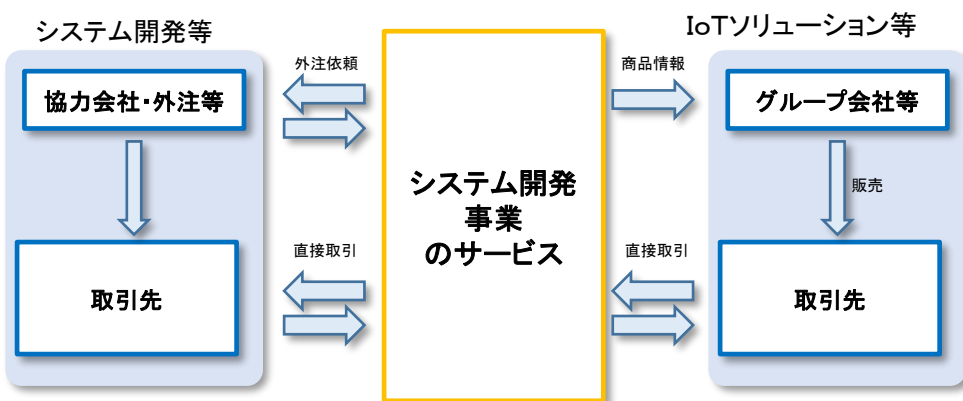 システム開発等
IoTソリューション等
外注依頼
商品情報
協力会社・外注等
グループ会社等
システム開発
事業
のサービス
販売
直接取引
直接取引
取引先
取引先